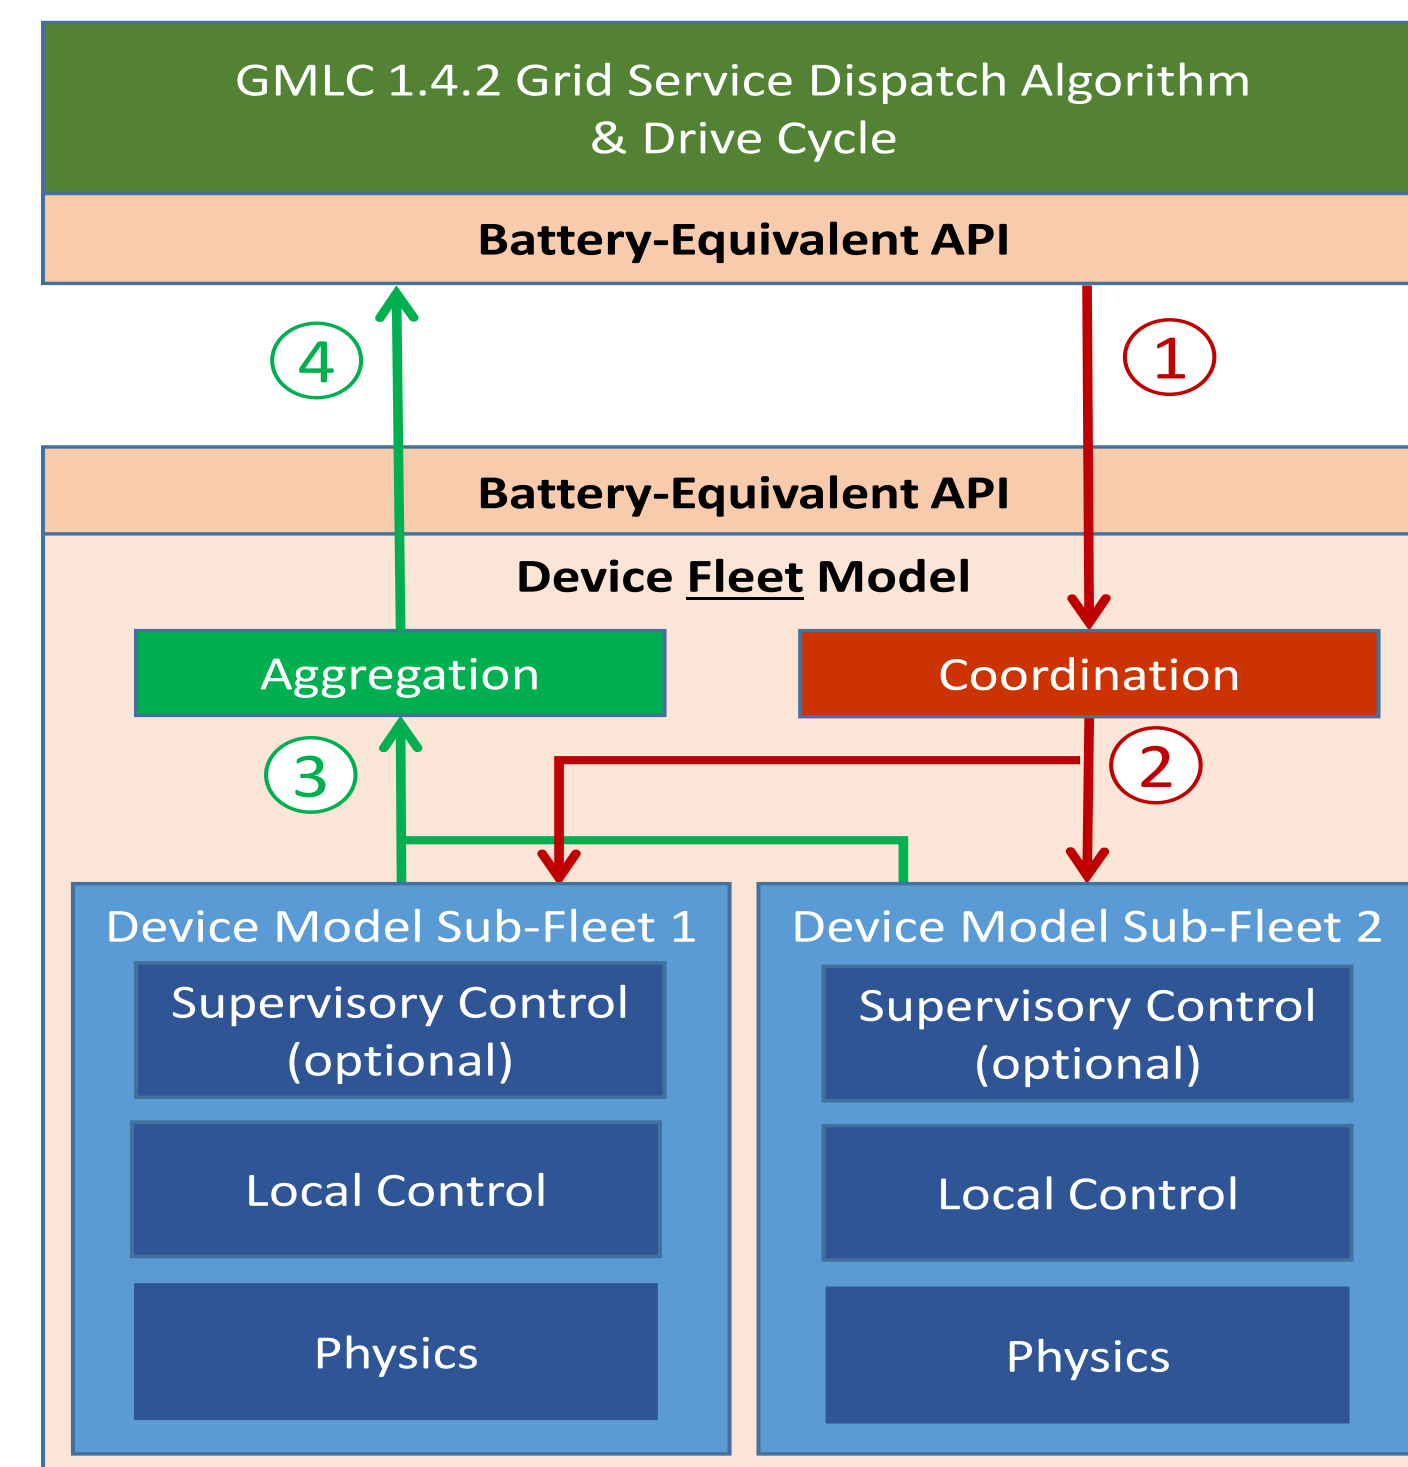 GMLC 1.4.2 Grid Service Dispatch Algorithm
& Drive Cycle
Battery-Equivalent API
4
1
Battery-Equivalent API
Device Fleet Model
Aggregation
Coordination
3
2
Device Model Sub-Fleet 1
Supervisory Control
(optional)
Local Control
Physics
Device Model Sub-Fleet 2
Supervisory Control
(optional)
Local Control
Physics